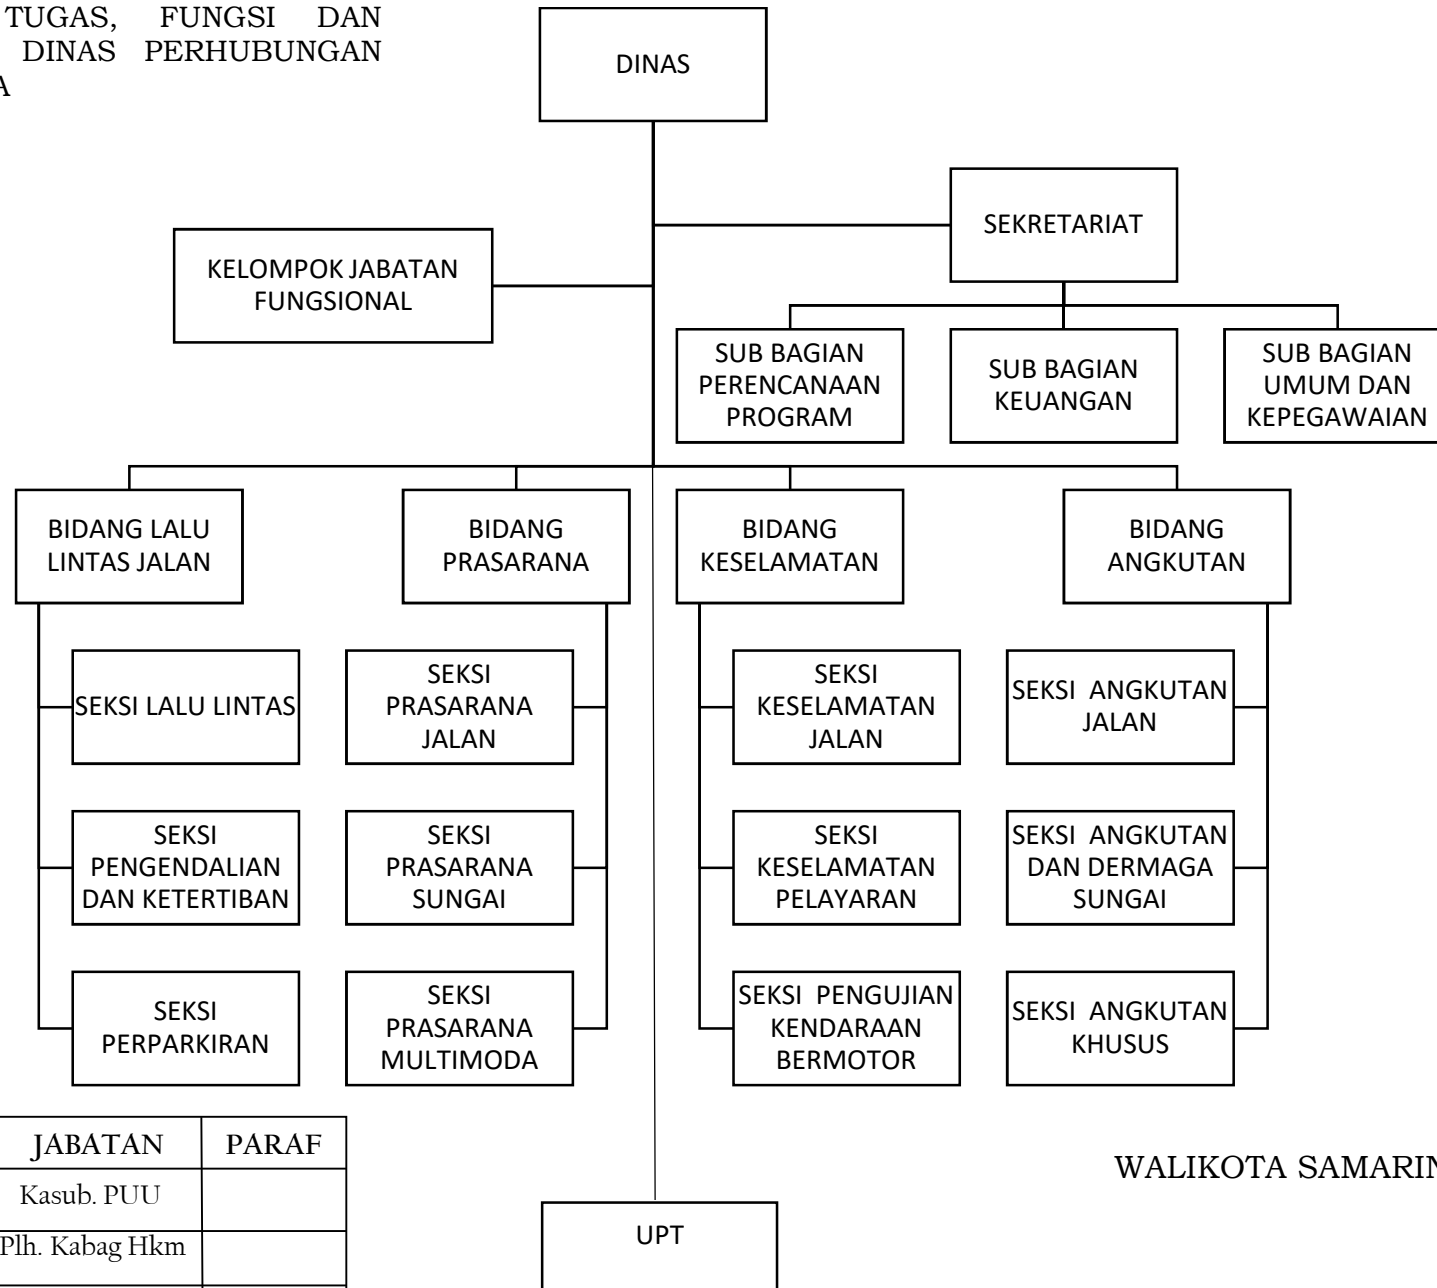 TUGAS, FUNGSI DAN
DINAS PERHUBUNGAN
A
DINAS
SEKRETARIAT
KELOMPOK JABATAN
FUNGSIONAL
SUB BAGIAN
PERENCANAAN
PROGRAM
SUB BAGIAN
KEUANGAN
SUB BAGIAN
UMUM DAN
KEPEGAWAIAN
BIDANG LALU
LINTAS JALAN
BIDANG
PRASARANA
BIDANG
KESELAMATAN
BIDANG
ANGKUTAN
SEKSI LALU LINTAS
SEKSI
PRASARANA
JALAN
SEKSI
KESELAMATAN
JALAN
SEKSI ANGKUTAN
JALAN
SEKSI
PENGENDALIAN
DAN KETERTIBAN
SEKSI
PRASARANA
SUNGAI
SEKSI
KESELAMATAN
PELAYARAN
SEKSI ANGKUTAN
DAN DERMAGA
SUNGAI
SEKSI
PERPARKIRAN
SEKSI
PRASARANA
MULTIMODA
SEKSI PENGUJIAN
KENDARAAN
BERMOTOR
SEKSI ANGKUTAN
KHUSUS
JABATAN PARAF
Kasub. PUU
Plh. Kabag Hkm
WALIKOTA SAMARIN
UPT